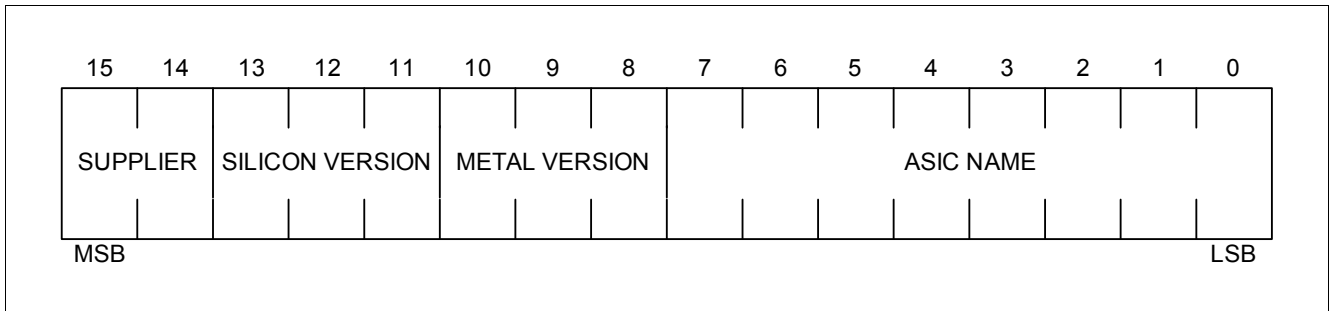 15 14 13 12 11 10 9 8 7 6 5 4 3 2 1 0
SUPPLIER SILICON VERSION METAL VERSION ASIC NAME
MSB LSB